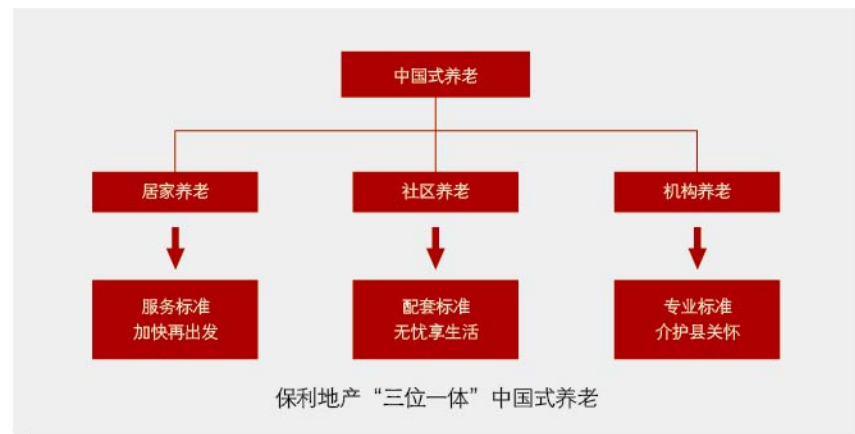 中国式养老
居家养老
社区养老
机构养老
服务标准
加快再出发
配套标准
无忧享生活
专业标准
介护县关怀
保利地产“三位一体”中国式养老